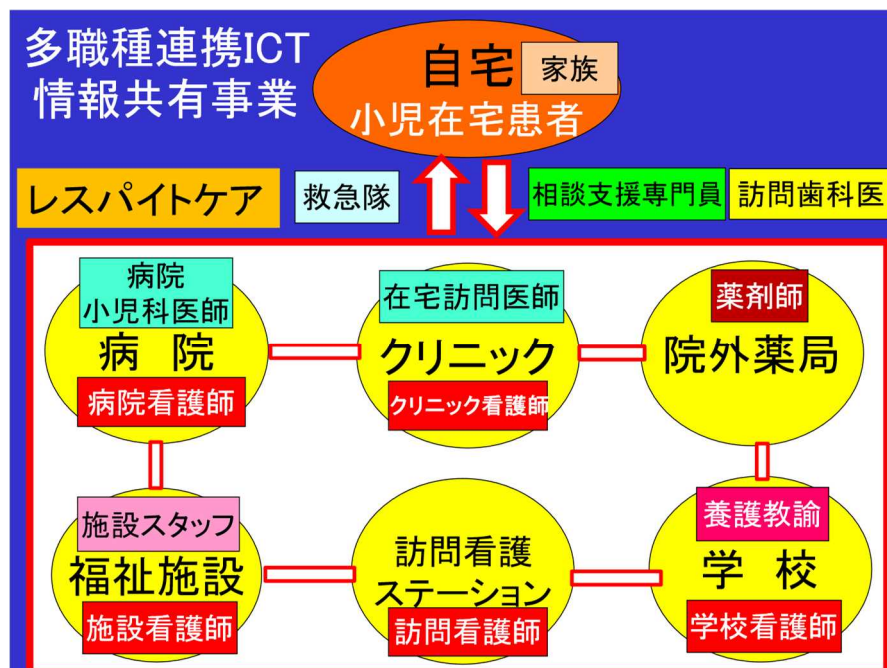 多職種連携ICT
情報共有事業
自宅
家族
小児在宅患者
レスパイトケア
救急隊
相談支援専門員
訪問歯科医
病院
小児科医師
病 院
病院看護師
在宅訪問医師
クリニック
クリニック看護師
薬剤師
院外薬局
施設スタッフ
福祉施設
施設看護師
訪問看護
ステーション
訪問看護師
養護教諭
学 校
学校看護師